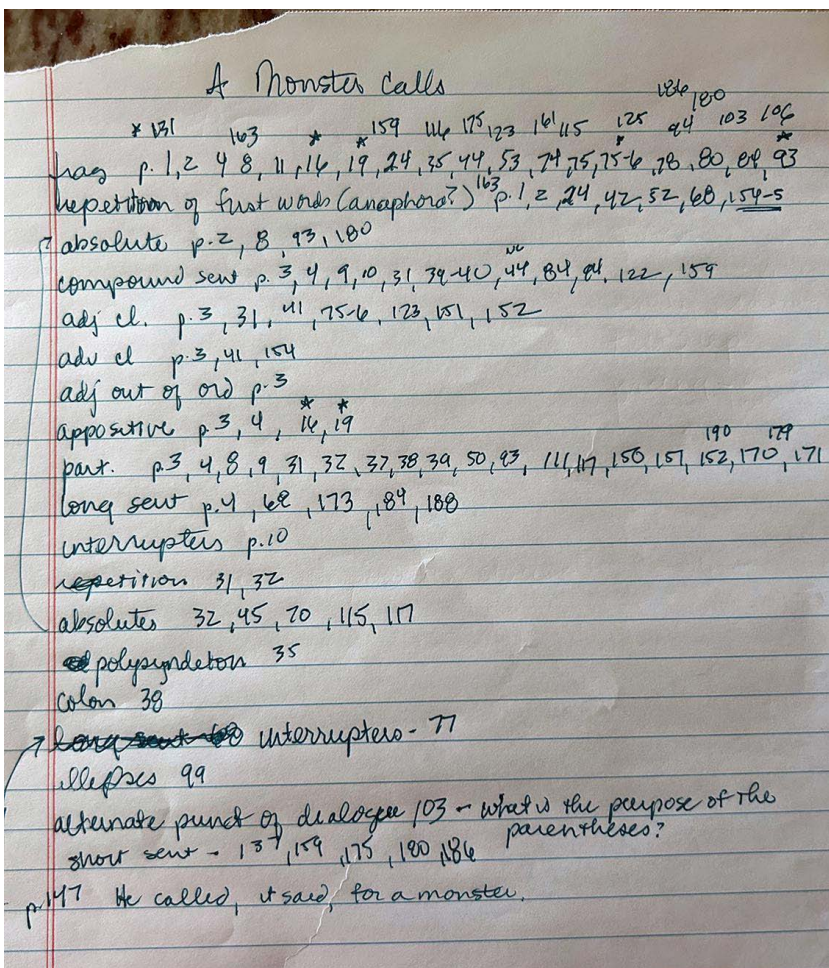 A Monster Calls
186 180
* 131 163 * * 159 116 175 123 161 115 125 94 103 106
frag p. 1, 2 4 8, 11, 16, 19, 24, 35, 44, 53, 74, 75, 75-6, 78, 80, 84, 93
repetition of first words (anaphora?) 163 p. 1, 2, 24, 42, 52, 68, 154-5
absolute p. 2, 8, 93, 180
compound sent p. 3, 4, 9, 10, 31, 39-40, 44, 84, 94, 122, 159
adj cl. p. 3, 31, 41, 75-6, 123, 151, 152
adv cl p. 3, 41, 154
adj out of ord p. 3
* *
appositive p. 3, 4, 16, 19
190 179
part. p. 3, 4, 8, 9, 31, 32, 37, 38, 39, 50, 93, 111, 117, 150, 151, 152, 170, 171
long sent p. 4, 68, 173, 84, 188
interrupters p. 10
repetition 31, 32
absolutes 32, 45, 70, 115, 117
polysyndeton 35
colon 38
interrupters - 77
ellipses 99
alternate punct of dialogue 103 - what is the purpose of the
parentheses?
short sent - 137, 159, 175, 180, 186
p. 147 He called, it said, for a monster.